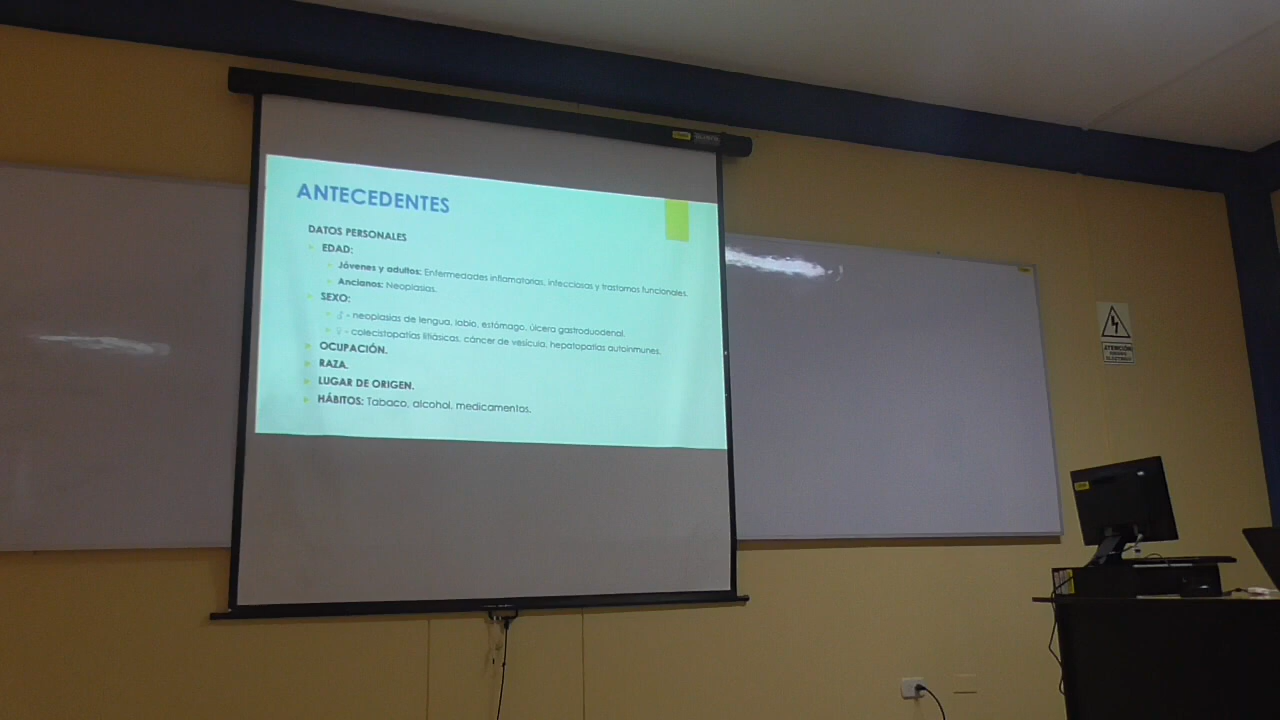 ANTECEDENTES
DATOS PERSONALES
EDAD:
Jóvenes y adultos: Enfermedades inflamatorias, infecciosas y trastornos funcionales.
Ancianos: Neoplasias.
SEXO:
♂ - neoplasias de lengua, labio, estómago, úlcera gastroduodenal.
♀ - colecistopatías litiásicas, cáncer de vesícula, hepatopatías autoinmunes.
OCUPACIÓN.
RAZA.
LUGAR DE ORIGEN.
HÁBITOS: Tabaco, alcohol, medicamentos.
ATENCIÓN
RIESGO
ELÉCTRICO